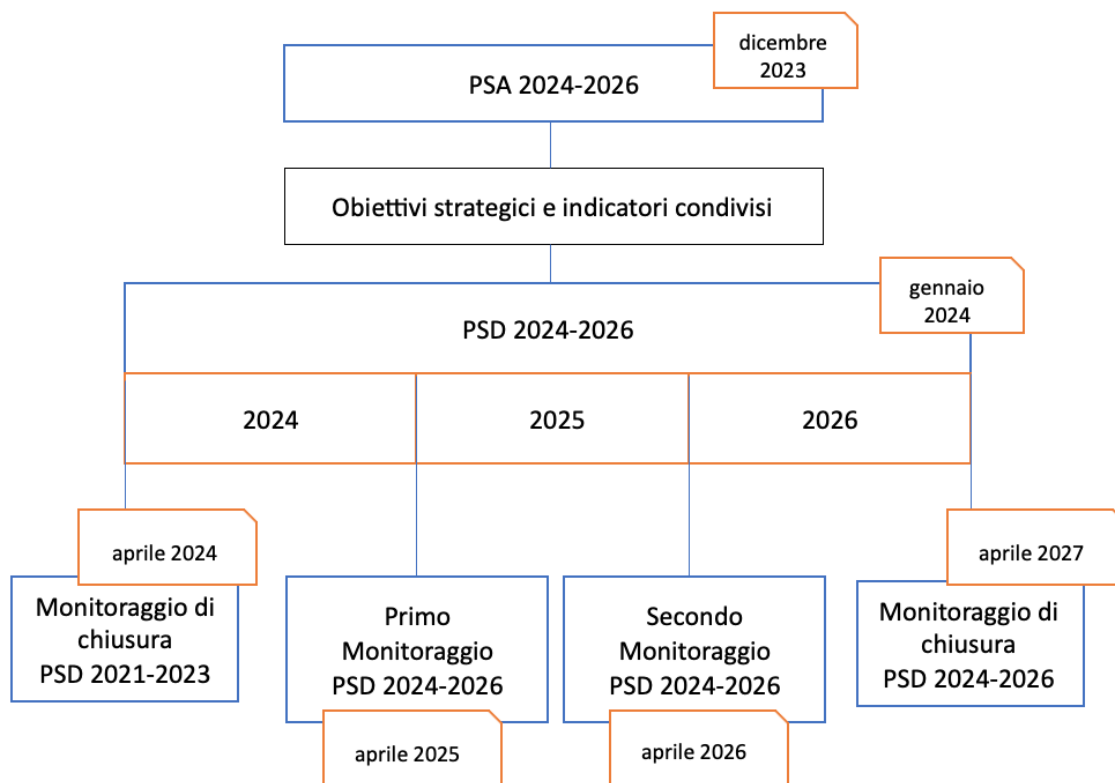 dicembre
2023
PSA 2024-2026
Obiettivi strategici e indicatori condivisi
gennaio
2024
PSD 2024-2026
2024
2025
2026
aprile 2024
Monitoraggio di
chiusura
PSD 2021-2023
Primo
Monitoraggio
PSD 2024-2026
aprile 2025
Secondo
Monitoraggio
PSD 2024-2026
aprile 2026
aprile 2027
Monitoraggio di
chiusura
PSD 2024-2026